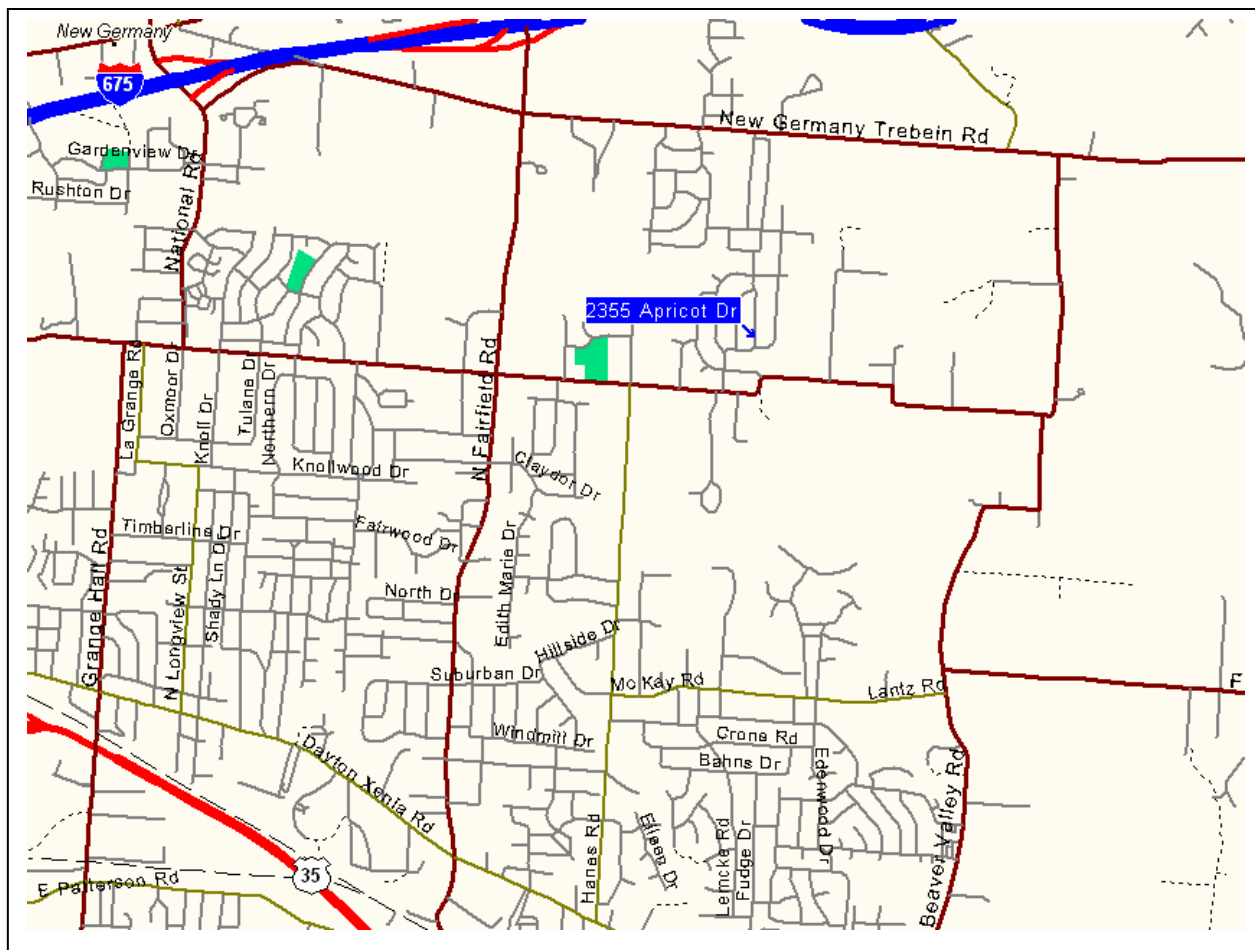 New Germany
675
New Germany Trebein Rd
Gardenview Dr
Rushton Dr
National Rd
2355 Apricot Dr
N Fairfield Rd
La Grange Rd
Oxmoor Dr
Knoll Dr
Tulane Dr
Northern Dr
Knollwood Dr
Claydor Dr
Timberline Dr
Fairwood Dr
Grange Hall Rd
N Longview St
Shady Ln Dr
North Dr
Edith Marie Dr
Hillside Dr
Suburban Dr
Mc Kay Rd
Lantz Rd
F
Windmill Dr
Crone Rd
Bahns Dr
Edenwood Dr
Beaver Valley Rd
Dayton Xenia Rd
Hanes Rd
Eileen Dr
Lemcke Rd
Fudge Dr
35
E Patterson Rd